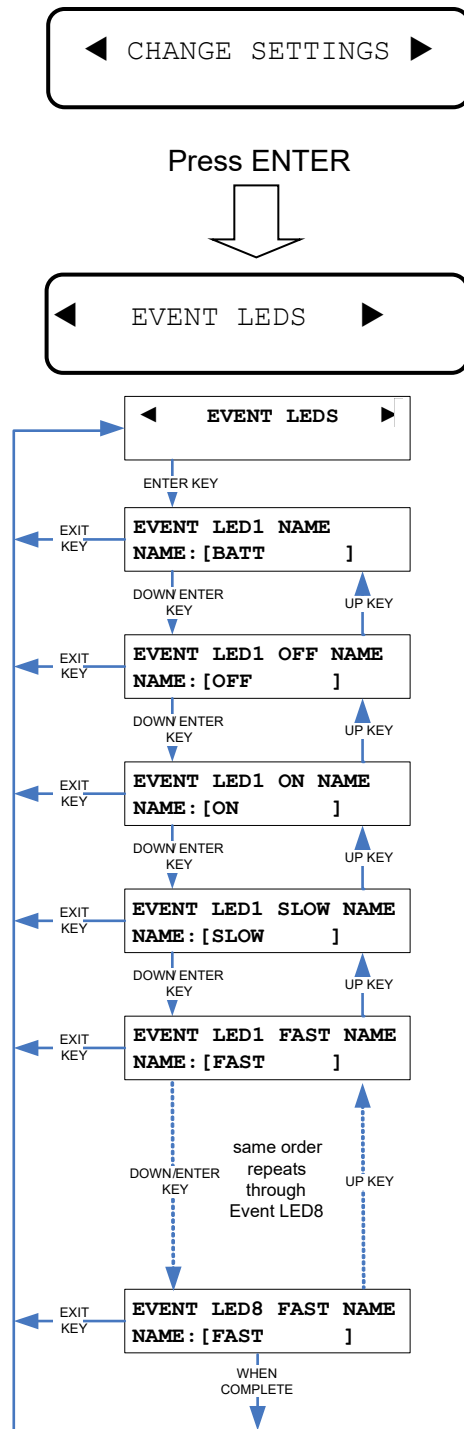 ◄ CHANGE SETTINGS ►
Press ENTER
◄ EVENT LEDS ►
◄ EVENT LEDS ►
ENTER KEY
EXIT
KEY
EVENT LED1 NAME
NAME:[BATT ]
DOWN/ENTER
KEY
UP KEY
EXIT
KEY
EVENT LED1 OFF NAME
NAME:[OFF ]
DOWN/ENTER
KEY
UP KEY
EXIT
KEY
EVENT LED1 ON NAME
NAME:[ON ]
DOWN/ENTER
KEY
UP KEY
EXIT
KEY
EVENT LED1 SLOW NAME
NAME:[SLOW ]
DOWN/ENTER
KEY
UP KEY
EXIT
KEY
EVENT LED1 FAST NAME
NAME:[FAST ]
DOWN/ENTER
KEY
same order
repeats
through
Event LED8
UP KEY
EXIT
KEY
EVENT LED8 FAST NAME
NAME:[FAST ]
WHEN
COMPLETE